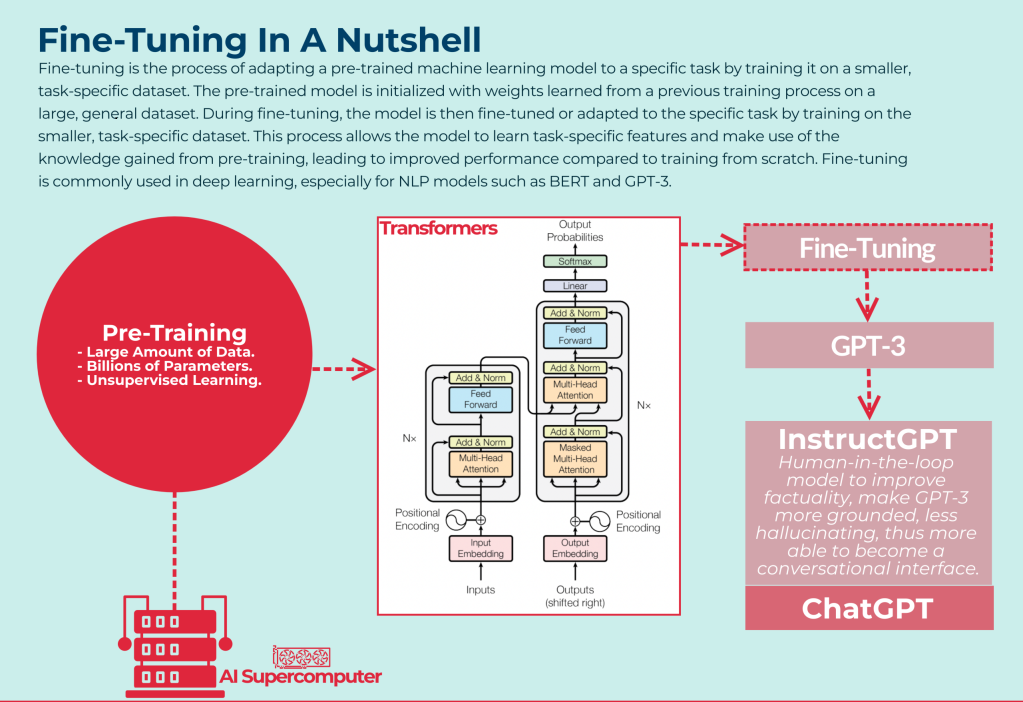 Fine-Tuning In A Nutshell
Fine-tuning is the process of adapting a pre-trained machine learning model to a specific task by training it on a smaller,
task-specific dataset. The pre-trained model is initialized with weights learned from a previous training process on a
large, general dataset. During fine-tuning, the model is then fine-tuned or adapted to the specific task by training on the
smaller, task-specific dataset. This process allows the model to learn task-specific features and make use of the
knowledge gained from pre-training, leading to improved performance compared to training from scratch. Fine-tuning
is commonly used in deep learning, especially for NLP models such as BERT and GPT-3.
Pre-Training
- Large Amount of Data.
- Billions of Parameters.
- Unsupervised Learning.
AI Supercomputer
Transformers
Output
Probabilities
Softmax
Linear
Add & Norm
Feed
Forward
Add & Norm
Multi-Head
Attention
Add & Norm
Masked
Multi-Head
Attention
N×
Positional
Encoding
Output
Embedding
Outputs
(shifted right)
Add & Norm
Feed
Forward
Add & Norm
Multi-Head
Attention
N×
Positional
Encoding
Input
Embedding
Inputs
Fine-Tuning
GPT-3
InstructGPT
Human-in-the-loop
model to improve
factuality, make GPT-3
more grounded, less
hallucinating, thus more
able to become a
conversational interface.
ChatGPT